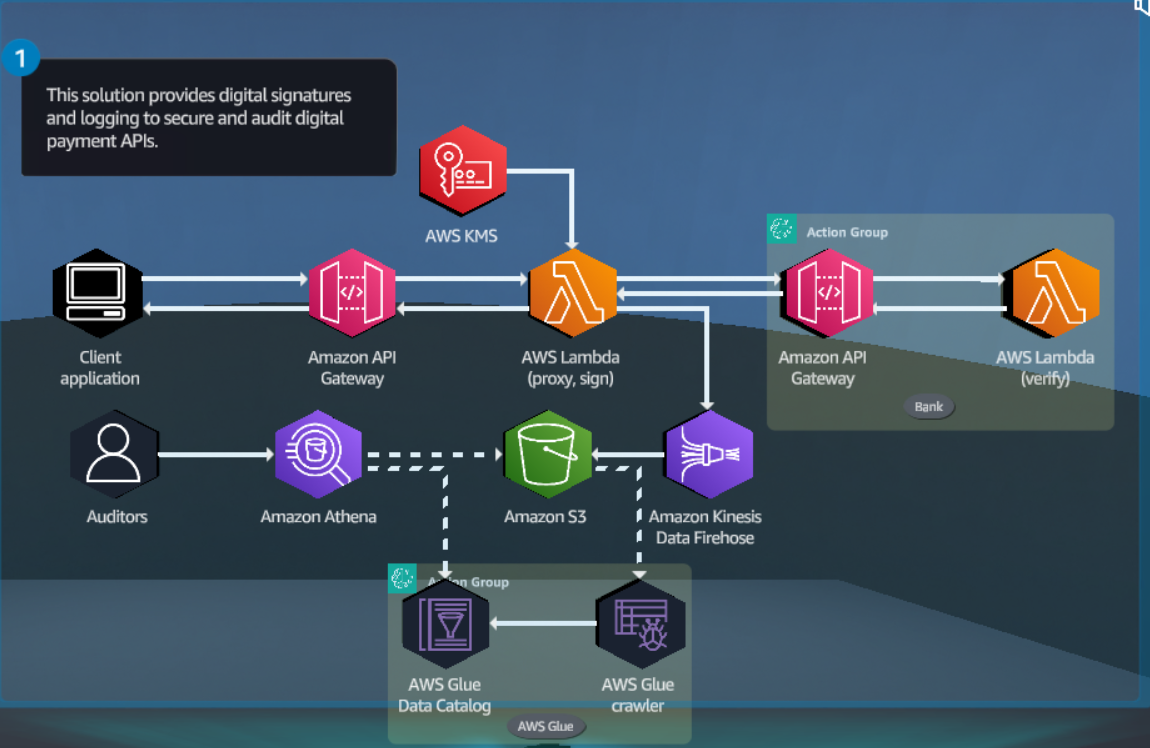 1
This solution provides digital signatures
and logging to secure and audit digital
payment APIs.
AWS KMS
Action Group
</>
</>
Client
application
Amazon API
Gateway
AWS Lambda
(proxy, sign)
Amazon API
Gateway
AWS Lambda
(verify)
Bank
Auditors
Amazon Athena
Amazon S3
Amazon Kinesis
Data Firehose
Action Group
AWS Glue
Data Catalog
AWS Glue
crawler
AWS Glue